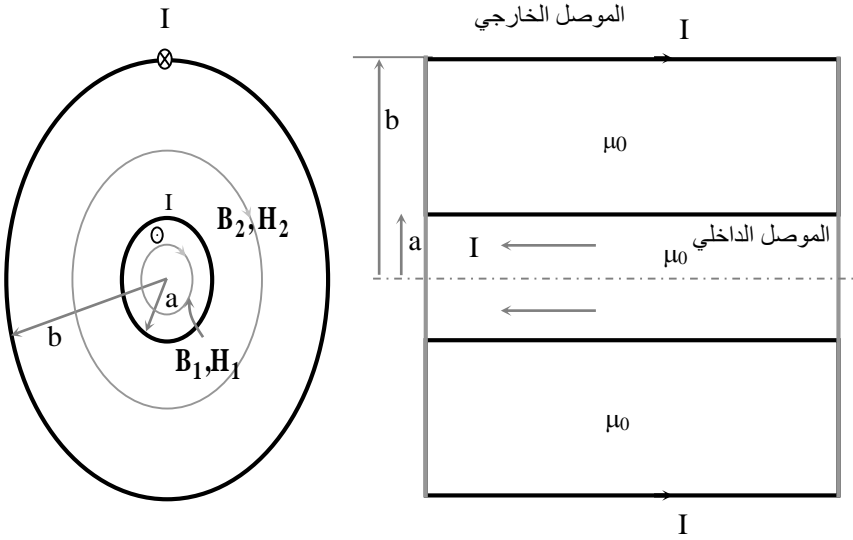 I
I
B₂,H₂
a
b
B₁,H₁
الموصل الخارجي
I
b
μ₀
a
I
الموصل الداخلي
μ₀
μ₀
I